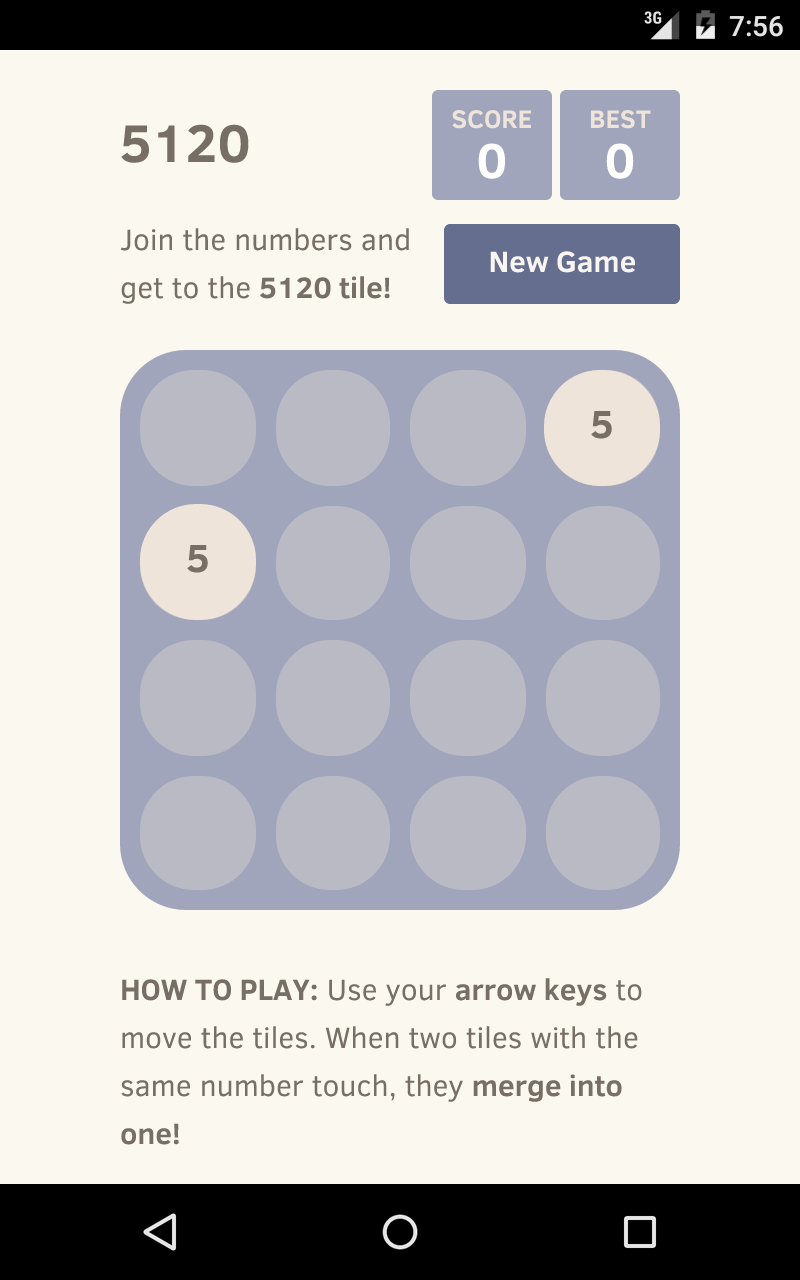 3G 7:56
5120
SCORE
0
BEST
0
Join the numbers and
get to the 5120 tile!
New Game
5
5
HOW TO PLAY: Use your arrow keys to
move the tiles. When two tiles with the
same number touch, they merge into
one!